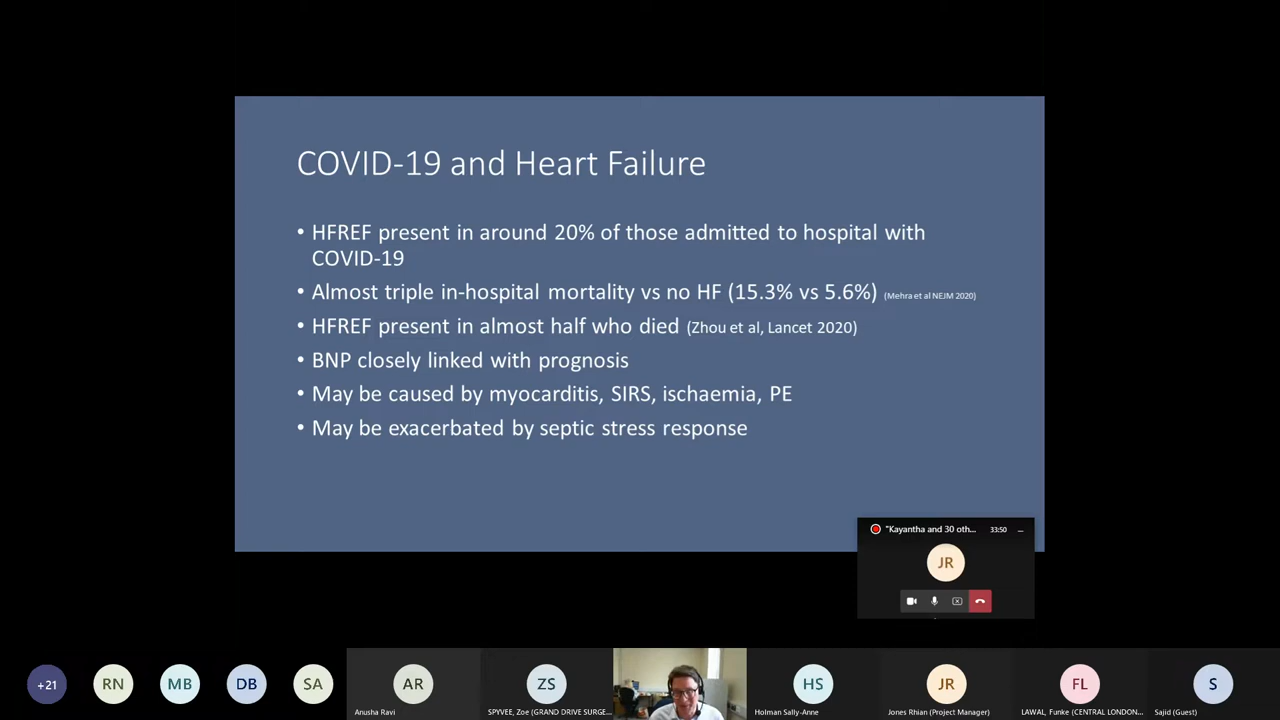 COVID-19 and Heart Failure
• HFREF present in around 20% of those admitted to hospital with
COVID-19
• Almost triple in-hospital mortality vs no HF (15.3% vs 5.6%) (Mehra et al NEJM 2020)
• HFREF present in almost half who died (Zhou et al, Lancet 2020)
• BNP closely linked with prognosis
• May be caused by myocarditis, SIRS, ischaemia, PE
• May be exacerbated by septic stress response
"Kayantha and 30 oth... 33:50
JR
+21 RN MB DB SA AR ZS HS JR FL S
Anusha Ravi SPYVEE, Zoe (GRAND DRIVE SURGE... Holman Sally-Anne Jones Rhian (Project Manager) LAWAL, Funke (CENTRAL LONDON... Sajid (Guest)